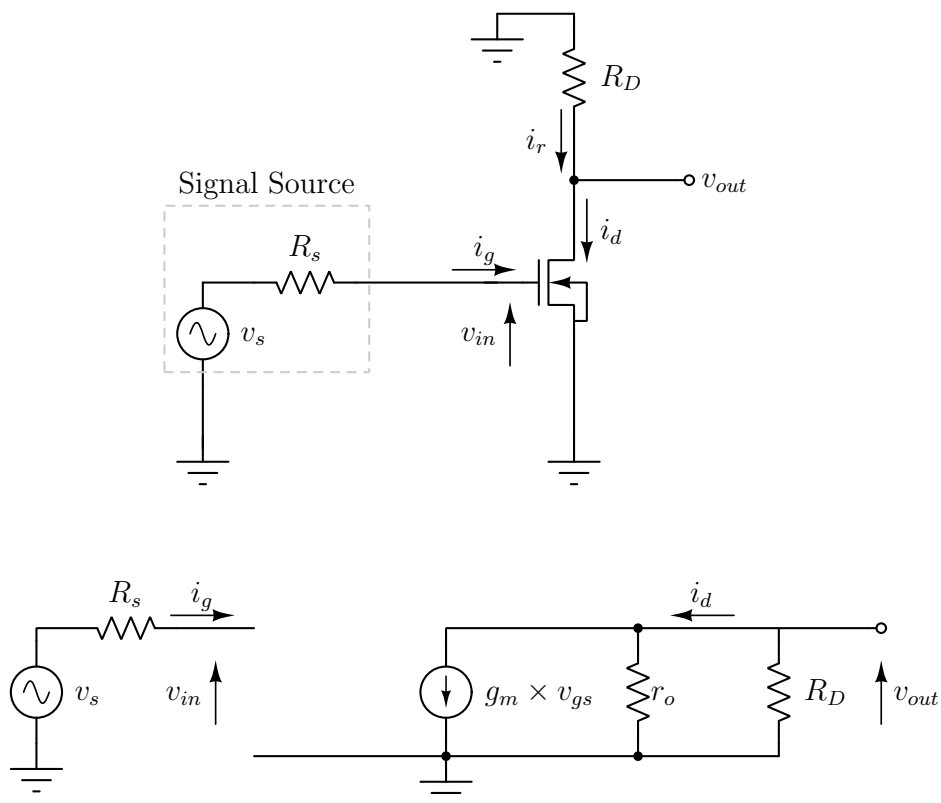 R_D
i_r
Signal Source
v_out
R_s
i_g
i_d
v_in
v_s
R_s
i_g
i_d
v_s
v_in
g_m × v_gs
r_o
R_D
v_out